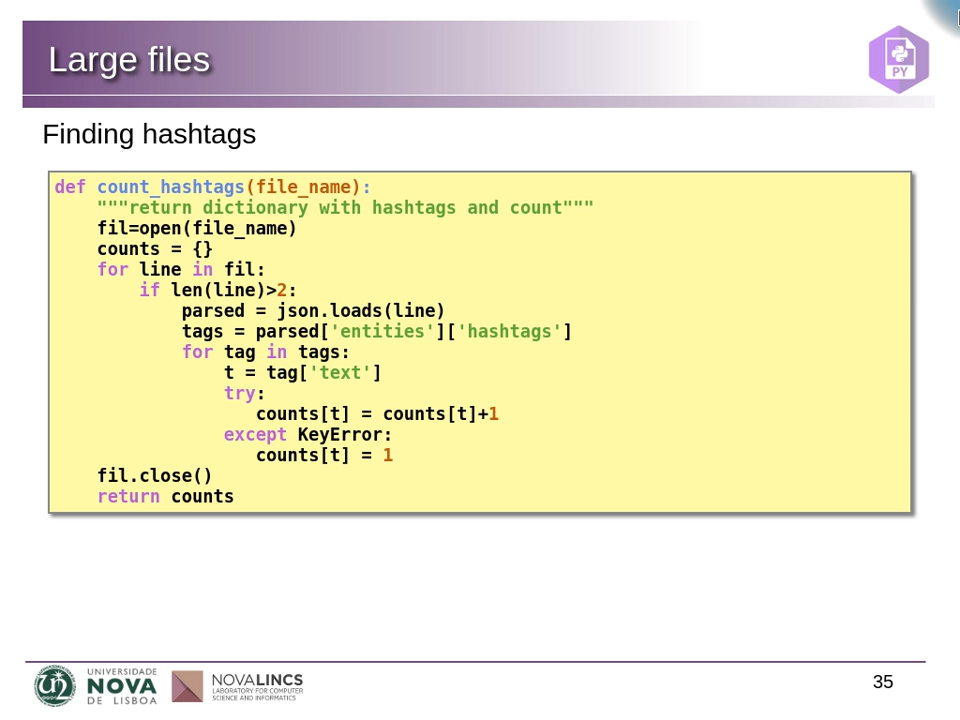 Large files
PY
Finding hashtags
def count_hashtags(file_name):
    """return dictionary with hashtags and count"""
    fil=open(file_name)
    counts = {}
    for line in fil:
        if len(line)>2:
            parsed = json.loads(line)
            tags = parsed['entities']['hashtags']
            for tag in tags:
                t = tag['text']
                try:
                   counts[t] = counts[t]+1
                except KeyError:
                   counts[t] = 1
    fil.close()
    return counts
UNIVERSIDADE
NOVA
DE LISBOA
NOVALINCS
LABORATORY FOR COMPUTER
SCIENCE AND INFORMATICS
35